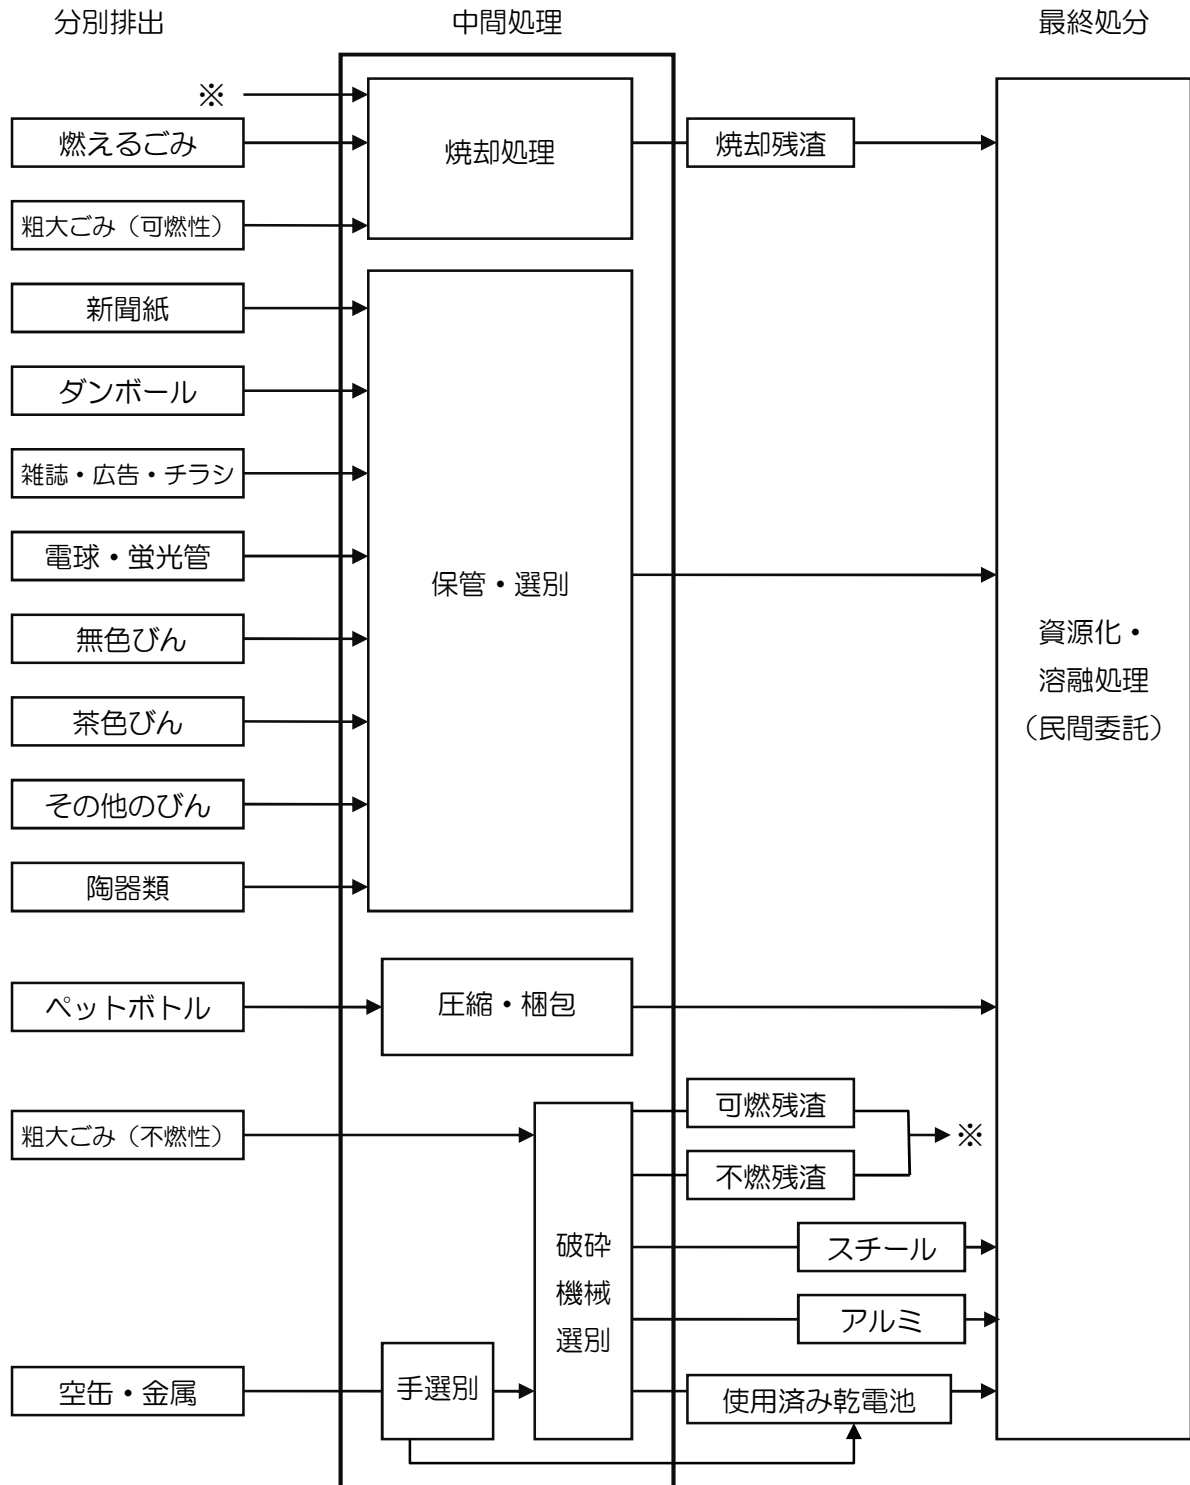 分別排出
中間処理
最終処分
※
燃えるごみ
焼却処理
焼却残渣
粗大ごみ（可燃性）
新聞紙
ダンボール
雑誌・広告・チラシ
電球・蛍光管
保管・選別
無色びん
資源化・
溶融処理
（民間委託）
茶色びん
その他のびん
陶器類
ペットボトル
圧縮・梱包
可燃残渣
粗大ごみ（不燃性）
※
不燃残渣
破砕
機械
選別
スチール
アルミ
空缶・金属
手選別
使用済み乾電池